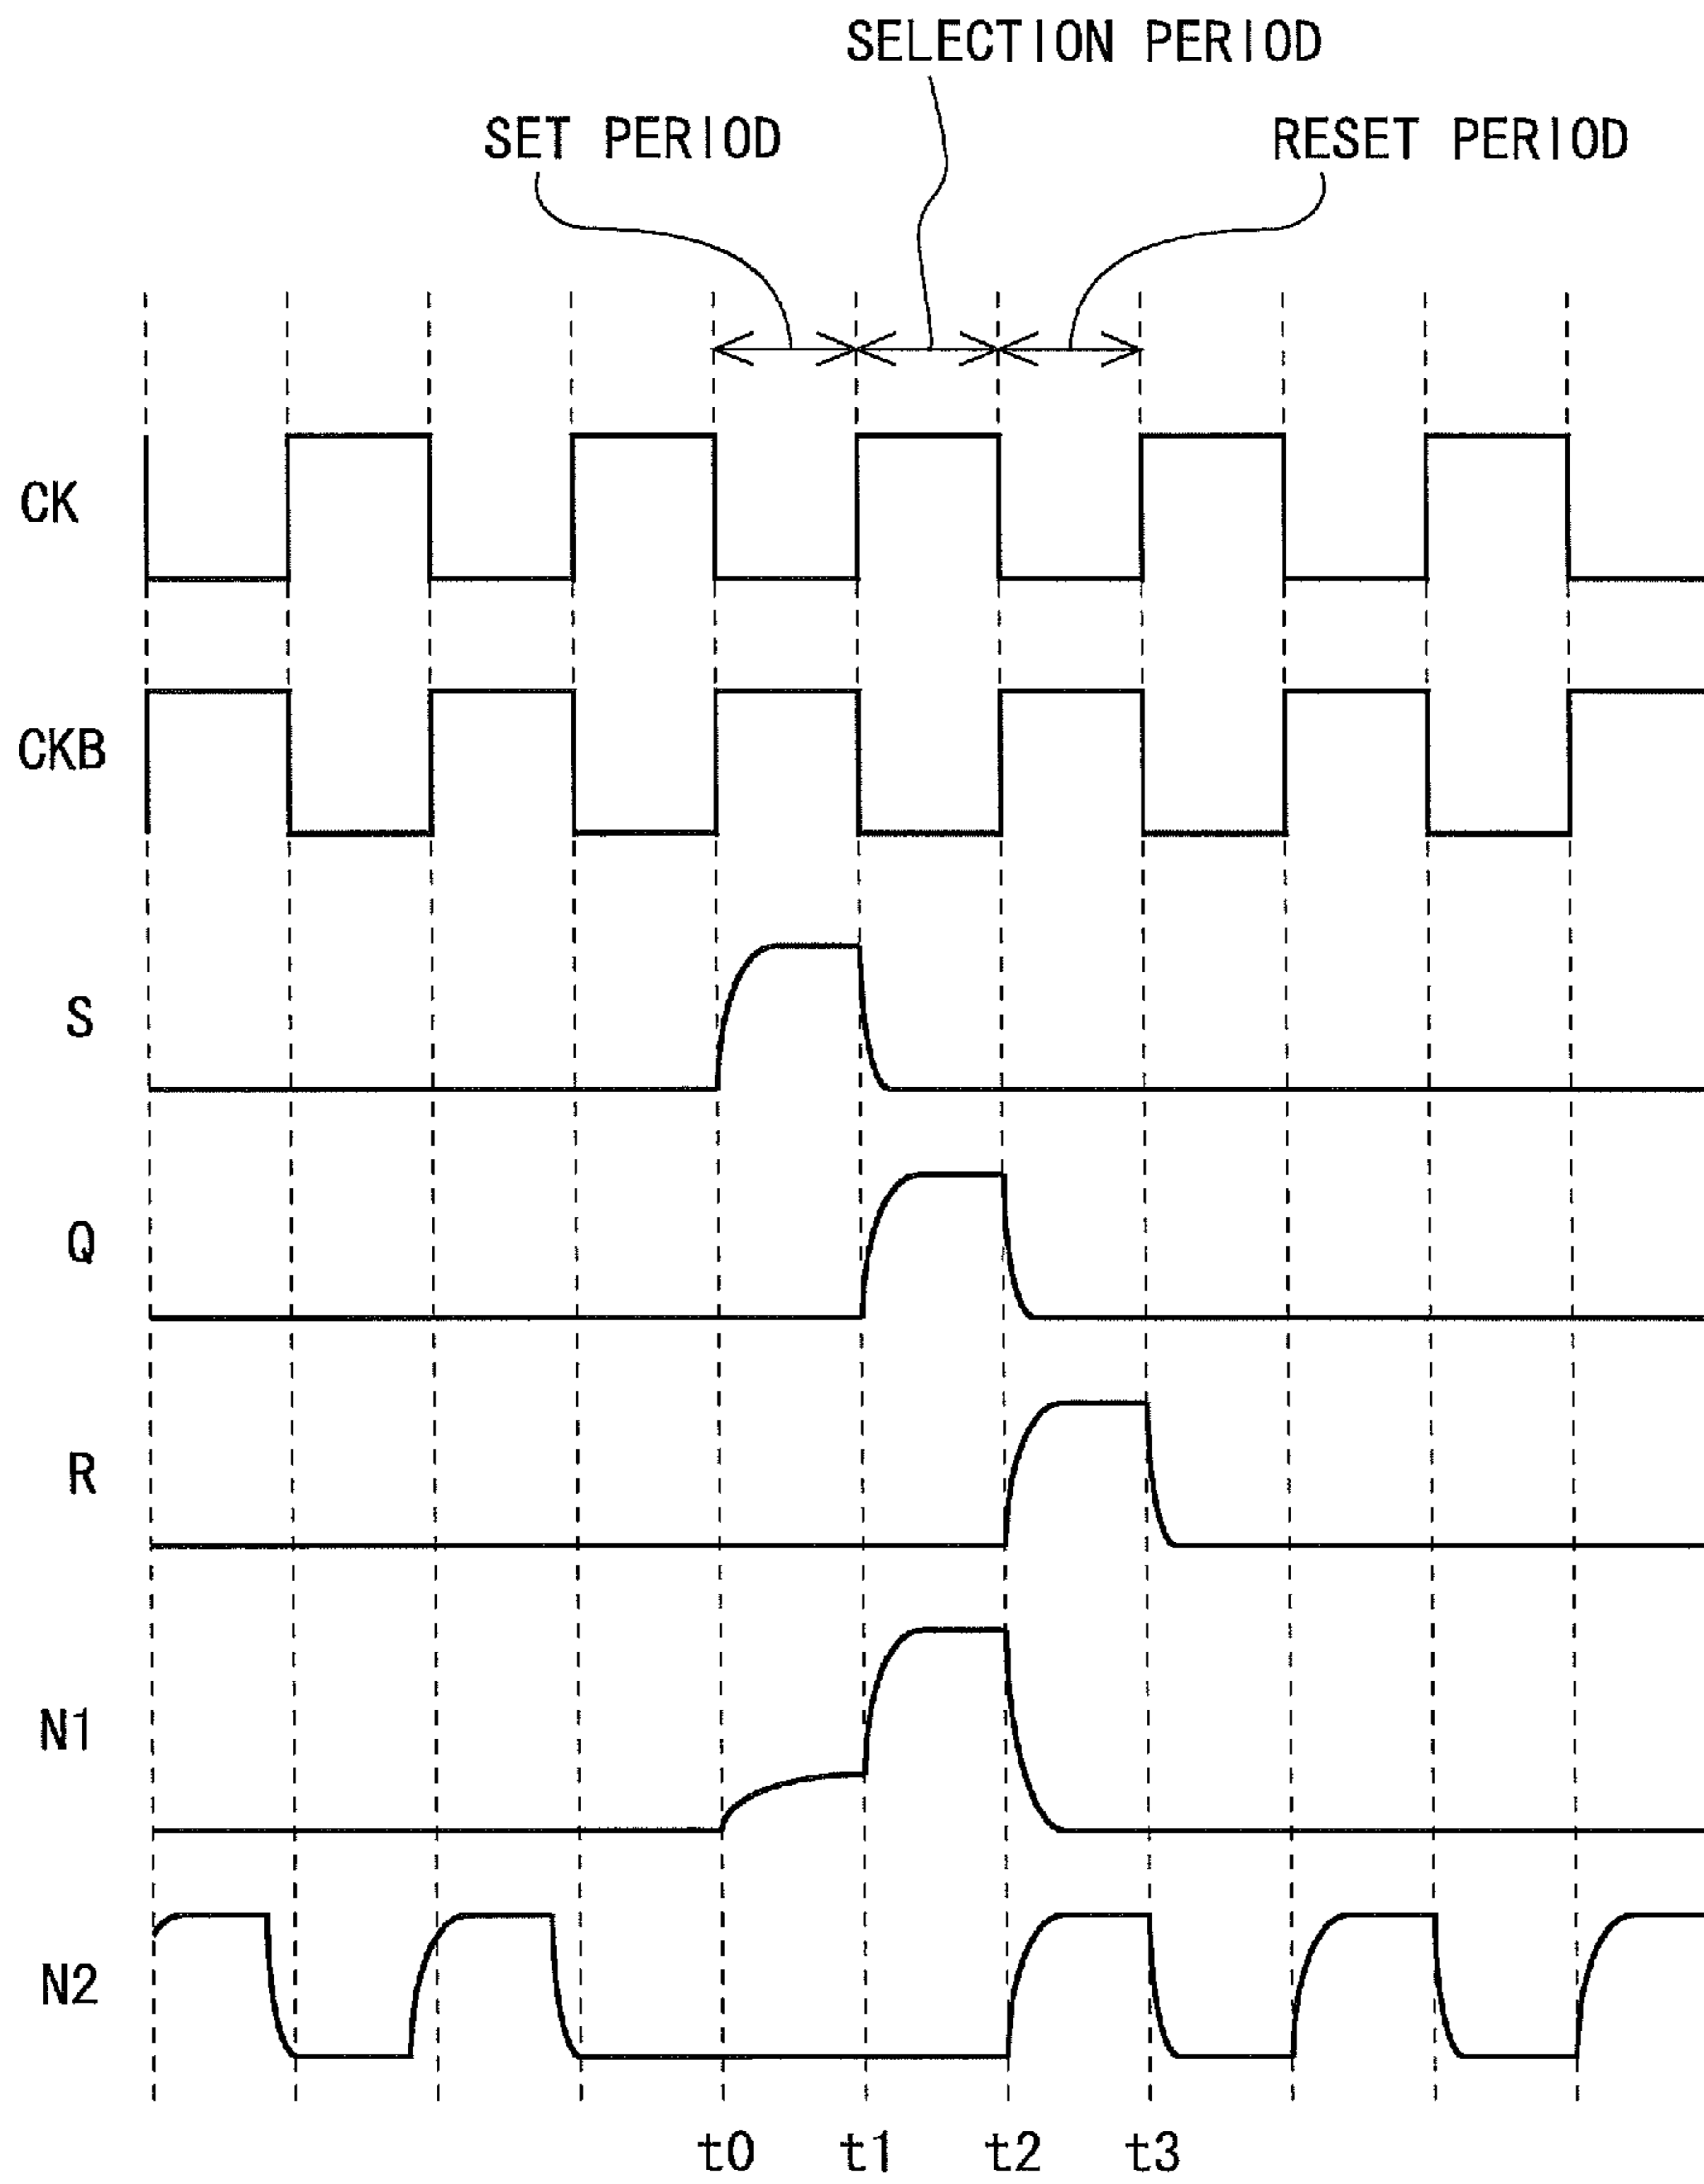 SELECTION PERIOD
SET PERIOD
RESET PERIOD
CK
CKB
S
Q
R
N1
N2
t0 t1 t2 t3